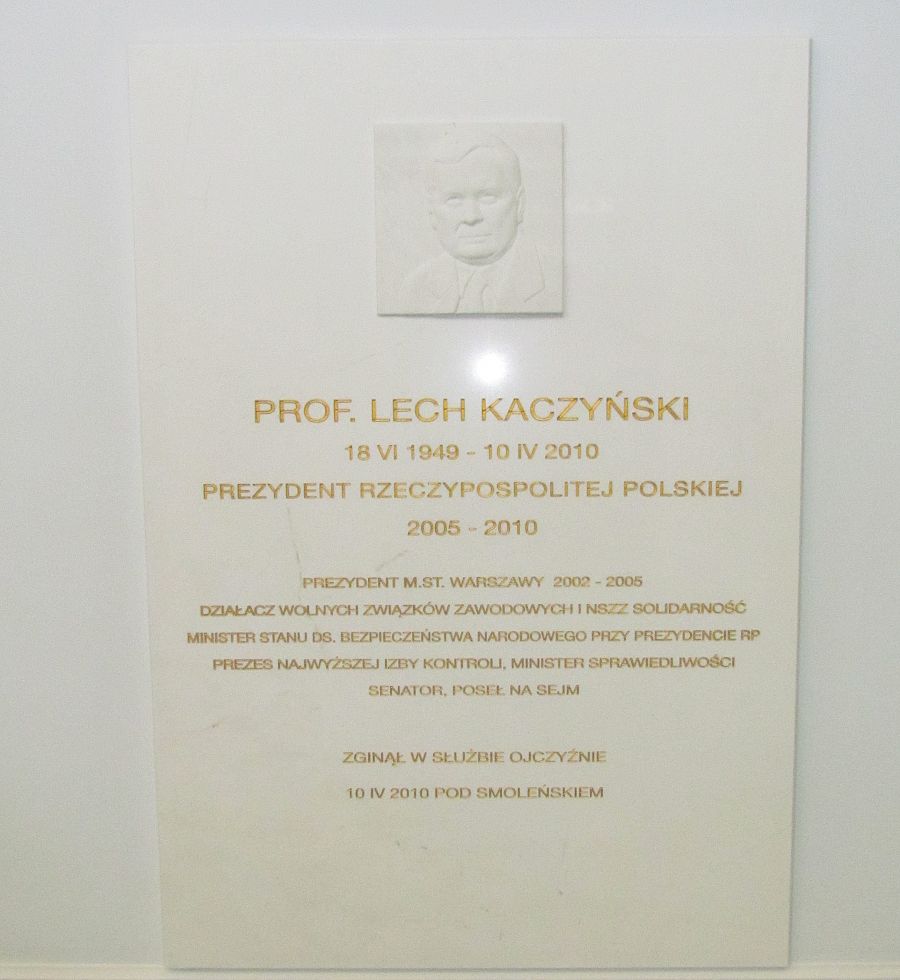 PROF. LECH KACZYŃSKI
18 VI 1949 - 10 IV 2010
PREZYDENT RZECZYPOSPOLITEJ POLSKIEJ
2005 - 2010
PREZYDENT M.ST. WARSZAWY 2002 - 2005
DZIAŁACZ WOLNYCH ZWIĄZKÓW ZAWODOWYCH I NSZZ SOLIDARNOŚĆ
MINISTER STANU DS. BEZPIECZEŃSTWA NARODOWEGO PRZY PREZYDENCIE RP
PREZES NAJWYŻSZEJ IZBY KONTROLI, MINISTER SPRAWIEDLIWOŚCI
SENATOR, POSEŁ NA SEJM
ZGINĄŁ W SŁUŻBIE OJCZYŹNIE
10 IV 2010 POD SMOLEŃSKIEM